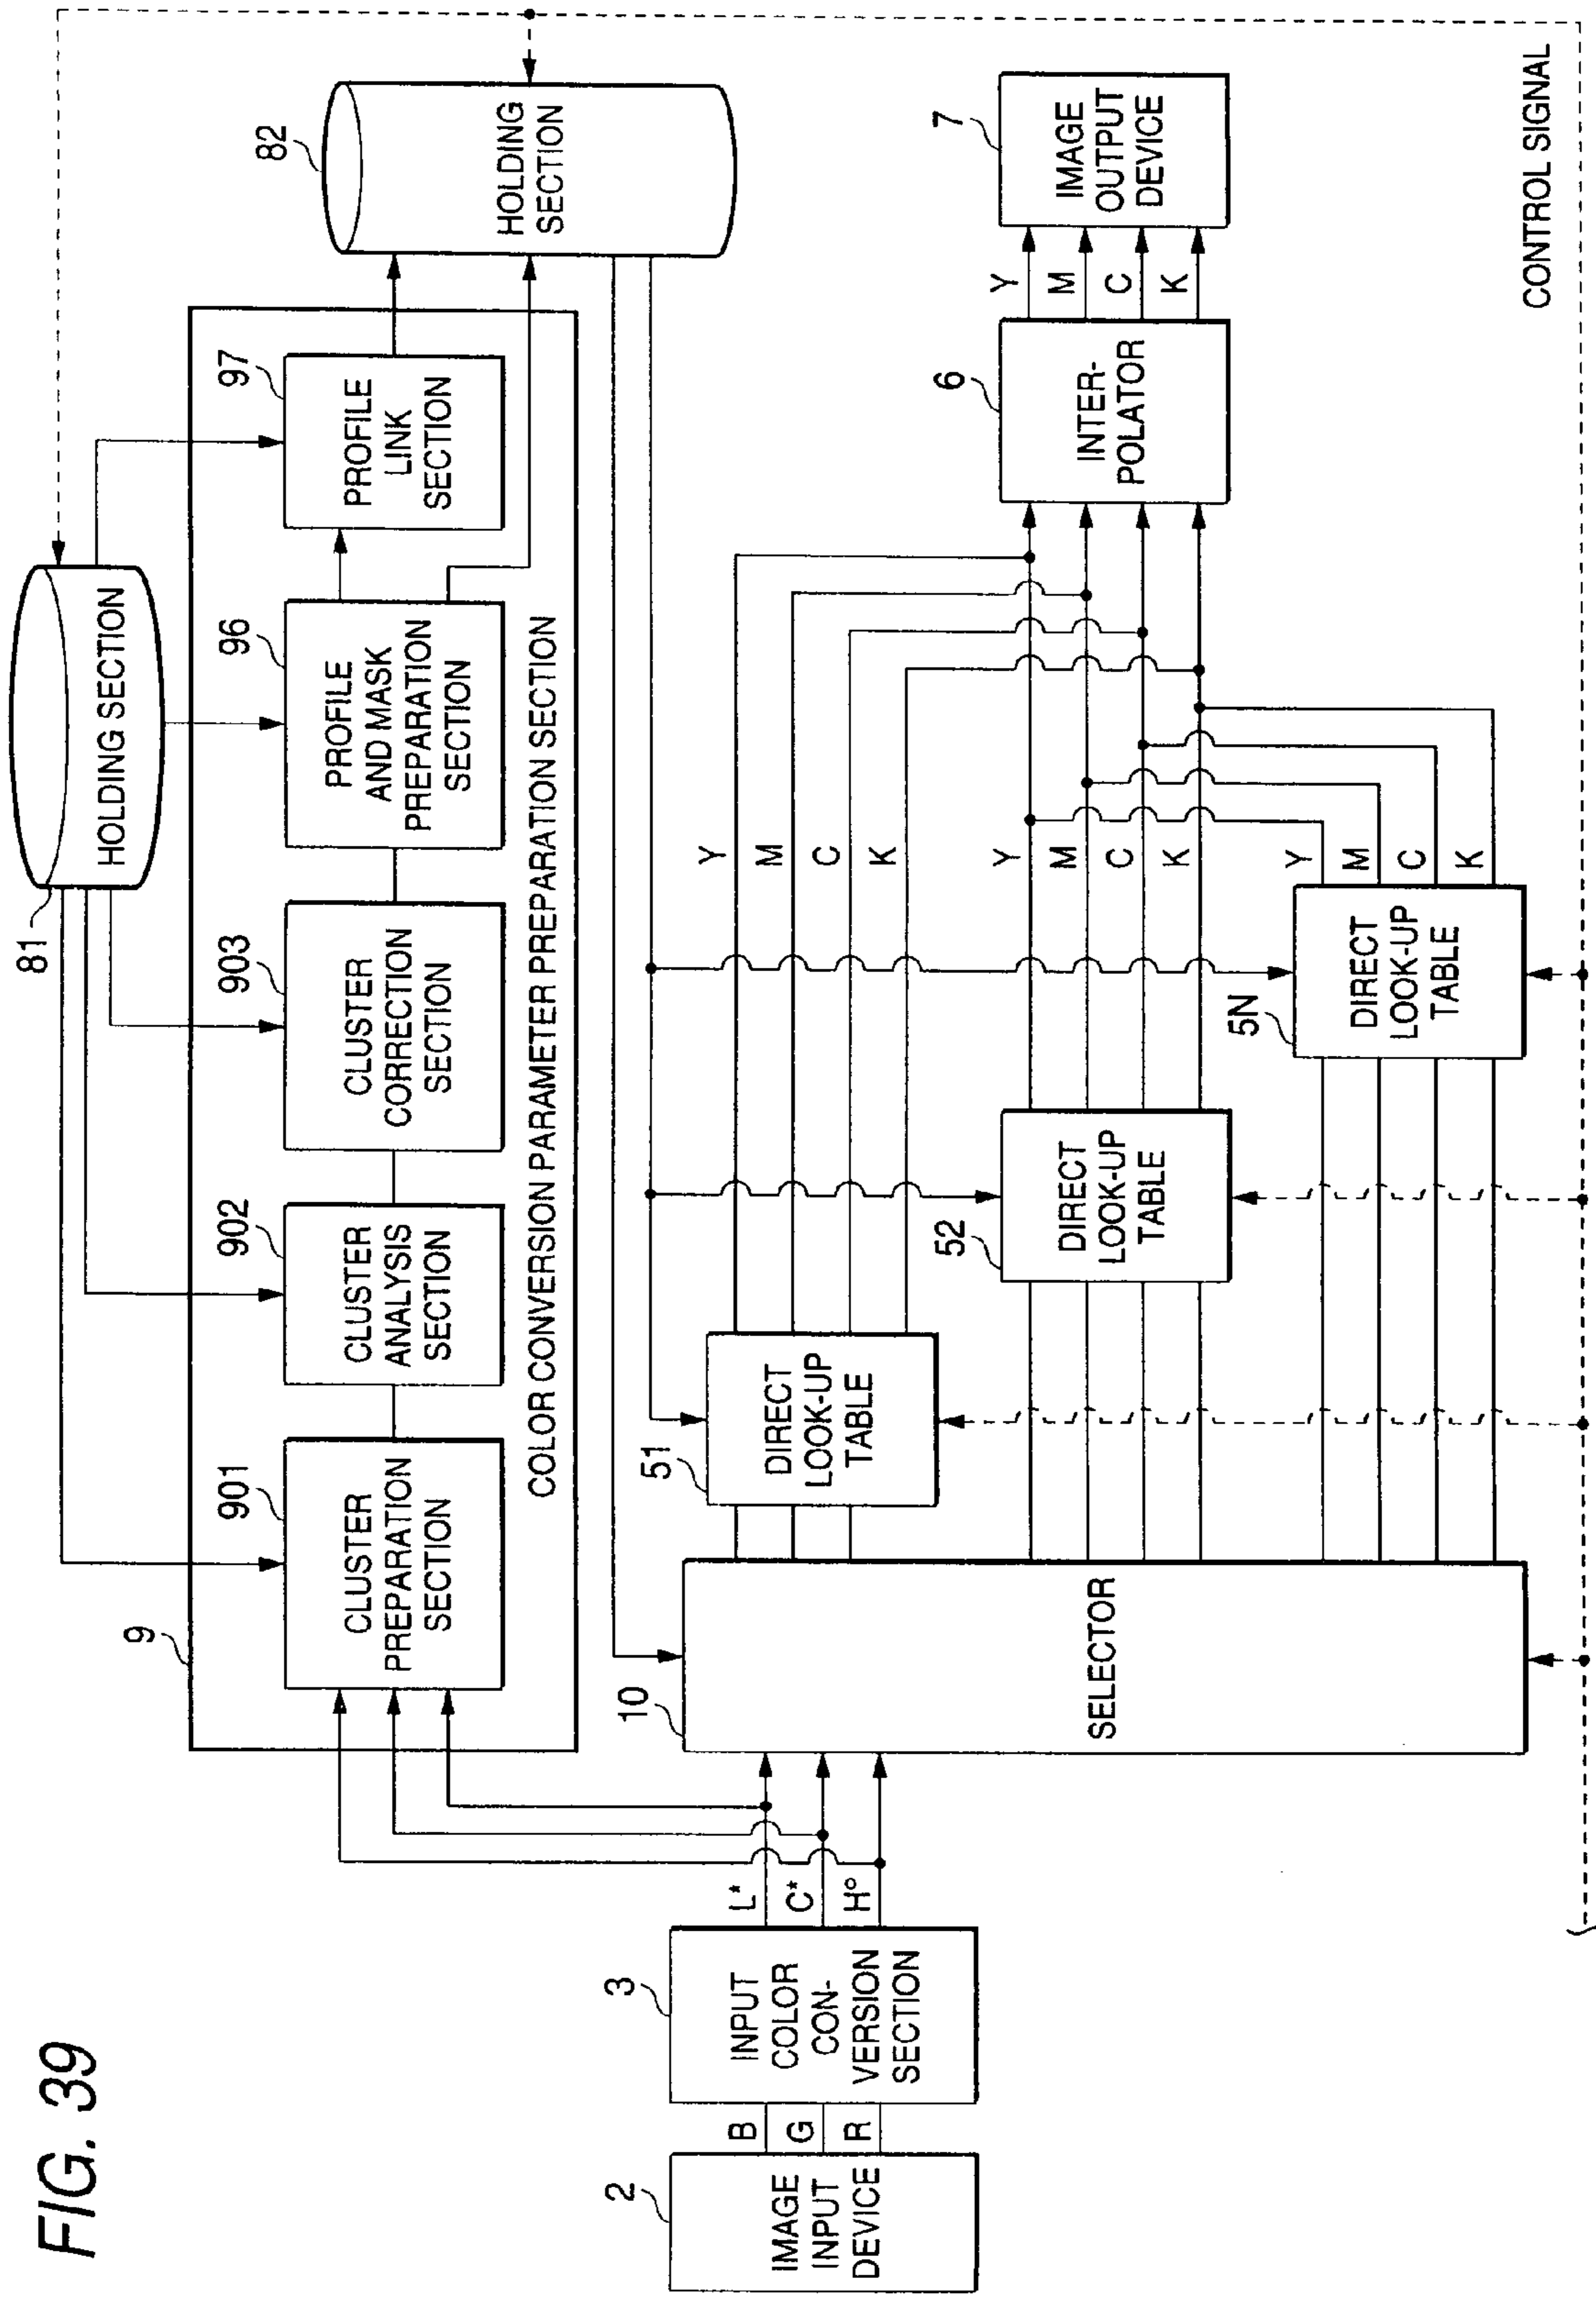 FIG. 39
81
HOLDING SECTION
82
HOLDING
SECTION
9
901
CLUSTER
PREPARATION
SECTION
902
CLUSTER
ANALYSIS
SECTION
903
CLUSTER
CORRECTION
SECTION
96
PROFILE
AND MASK
PREPARATION
SECTION
97
PROFILE
LINK
SECTION
COLOR CONVERSION PARAMETER PREPARATION SECTION
2
IMAGE
INPUT
DEVICE
B
G
R
3
INPUT
COLOR
CON-
VERSION
SECTION
L*
C*
H°
10
SELECTOR
51
DIRECT
LOOK-UP
TABLE
Y
M
C
K
52
DIRECT
LOOK-UP
TABLE
Y
M
C
K
5N
DIRECT
LOOK-UP
TABLE
Y
M
C
K
6
INTER-
POLATOR
Y
M
C
K
7
IMAGE
OUTPUT
DEVICE
CONTROL SIGNAL